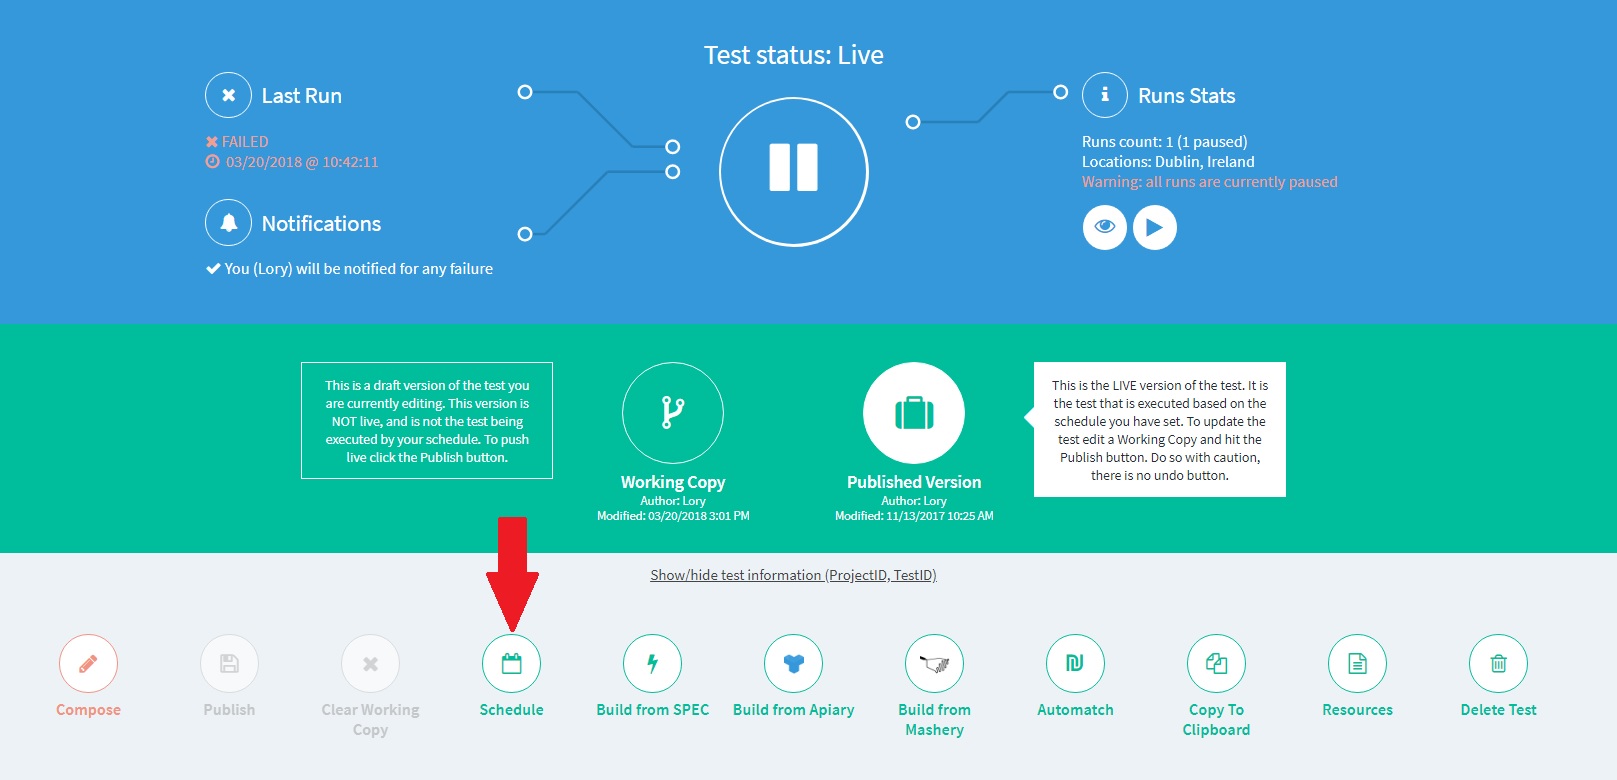 Test status: Live
Last Run
FAILED
03/20/2018 @ 10:42:11
Notifications
You (Lory) will be notified for any failure
Runs Stats
Runs count: 1 (1 paused)
Locations: Dublin, Ireland
Warning: all runs are currently paused
This is a draft version of the test you
are currently editing. This version is
NOT live, and is not the test being
executed by your schedule. To push
live click the Publish button.
Working Copy
Author: Lory
Modified: 03/20/2018 3:01 PM
Published Version
Author: Lory
Modified: 11/13/2017 10:25 AM
This is the LIVE version of the test. It is
the test that is executed based on the
schedule you have set. To update the
test edit a Working Copy and hit the
Publish button. Do so with caution,
there is no undo button.
Show/hide test information (ProjectID, TestID)
Compose
Publish
Clear Working
Copy
Schedule
Build from SPEC
Build from Apiary
Build from
Mashery
Automatch
Copy To
Clipboard
Resources
Delete Test